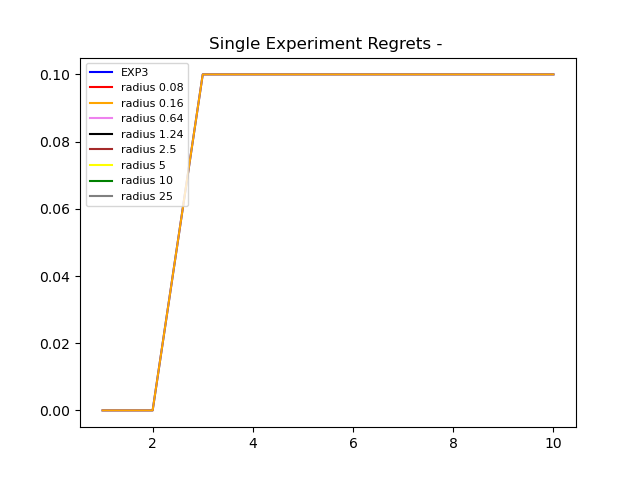 Single Experiment Regrets -
EXP3
radius 0.08
radius 0.16
radius 0.64
radius 1.24
radius 2.5
radius 5
radius 10
radius 25
0.10
0.08
0.06
0.04
0.02
0.00
2 4 6 8 10